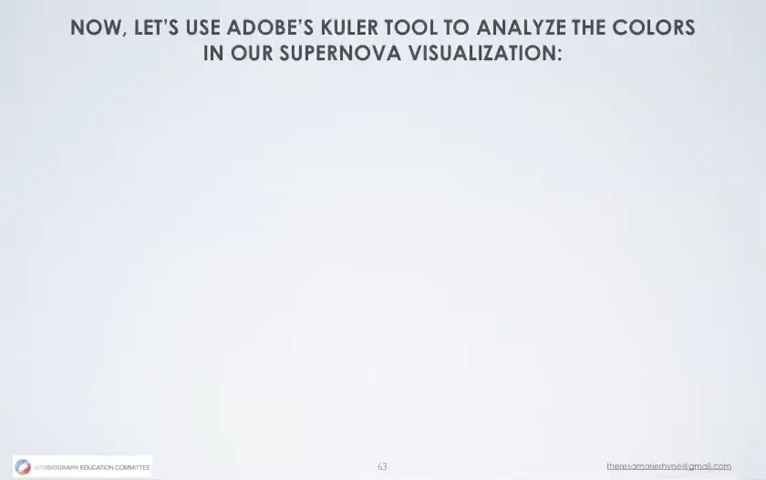 NOW, LET'S USE ADOBE'S KULER TOOL TO ANALYZE THE COLORS
IN OUR SUPERNOVA VISUALIZATION:
ACMSIGGRAPH EDUCATION COMMITTEE
63
theresamarierhyne@gmail.com